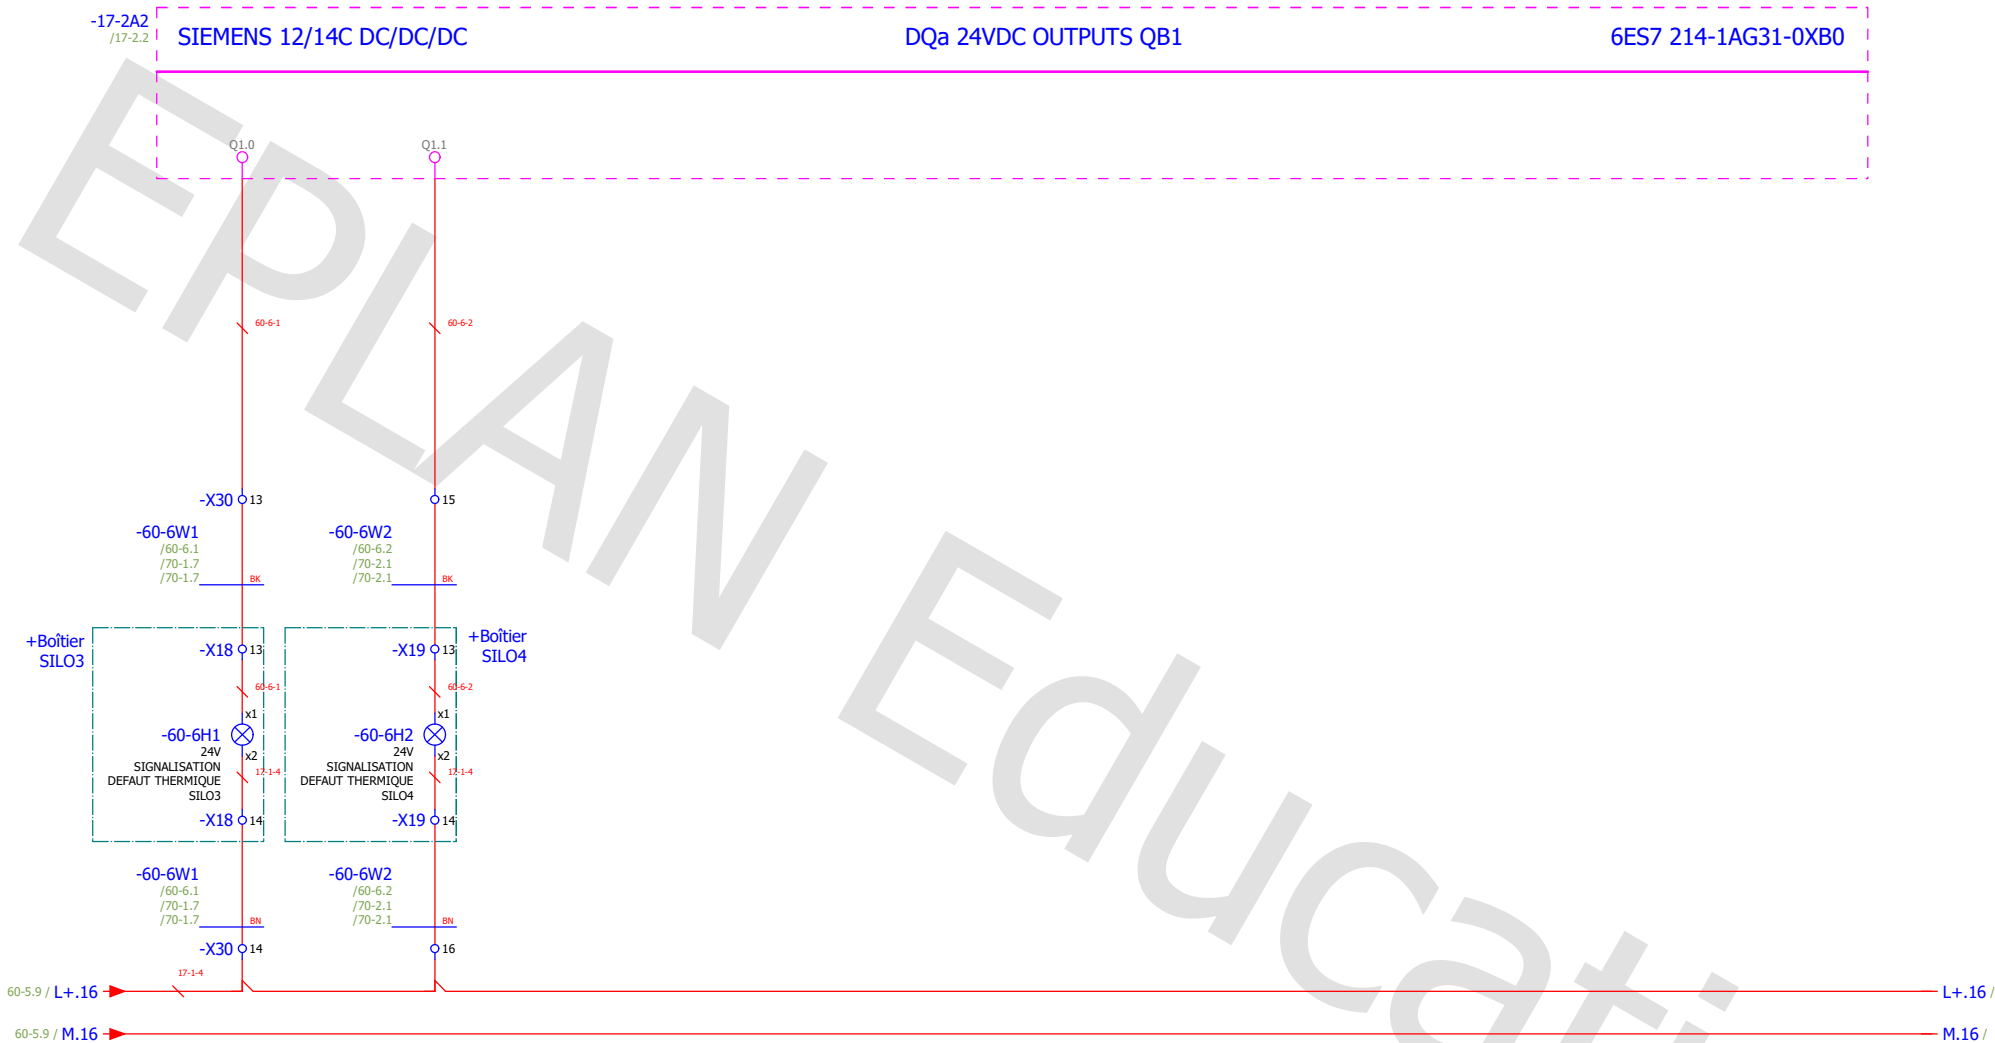 -17-2A2
/17-2.2
SIEMENS 12/14C DC/DC/DC
DQa 24VDC OUTPUTS QB1
6ES7 214-1AG31-0XB0
Q1.0
Q1.1
60-6-1
60-6-2
-X30 13
15
-60-6W1
/60-6.1
/70-1.7
/70-1.7
BK
-60-6W2
/60-6.2
/70-2.1
/70-2.1
BK
+Boîtier
SILO3
-X18 13
60-6-1
x1
-60-6H1
24V
x2
SIGNALISATION
17-1-4
DEFAUT THERMIQUE
SILO3
-X18 14
+Boîtier
SILO4
-X19 13
60-6-2
x1
-60-6H2
24V
x2
SIGNALISATION
17-1-4
DEFAUT THERMIQUE
SILO4
-X19 14
-60-6W1
/60-6.1
/70-1.7
/70-1.7
BN
-60-6W2
/60-6.2
/70-2.1
/70-2.1
BN
-X30 14
16
17-1-4
60-5.9 / L+.16
L+.16 /
60-5.9 / M.16
M.16 /
EPLAN Educati